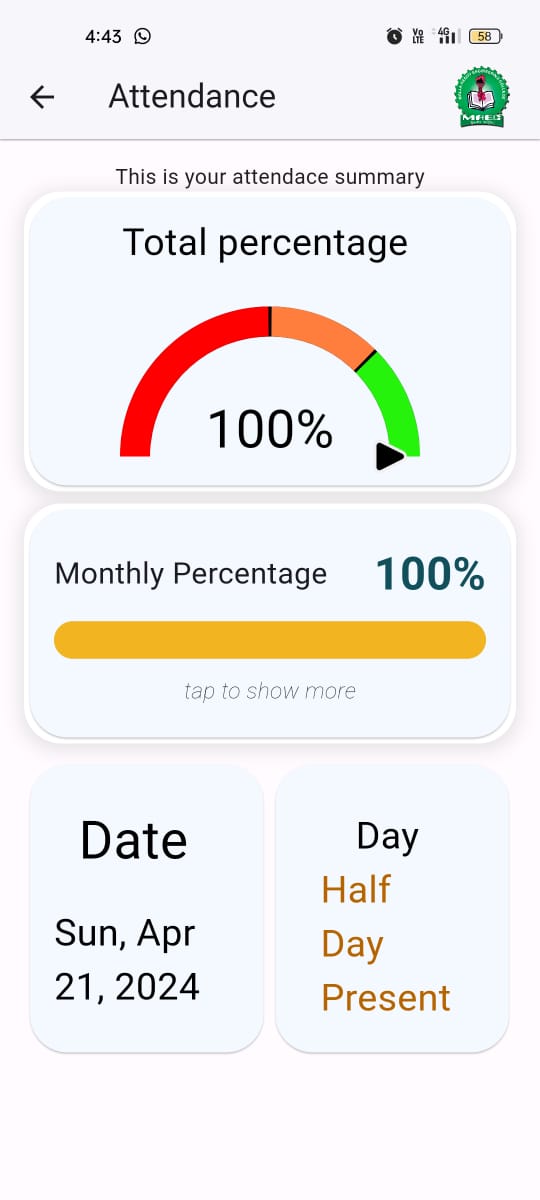 4:43
Vo
LTE
4G
58
Attendance
MAEG
This is your attendace summary
Total percentage
100%
Monthly Percentage 100%
tap to show more
Date
Sun, Apr
21, 2024
Day
Half
Day
Present